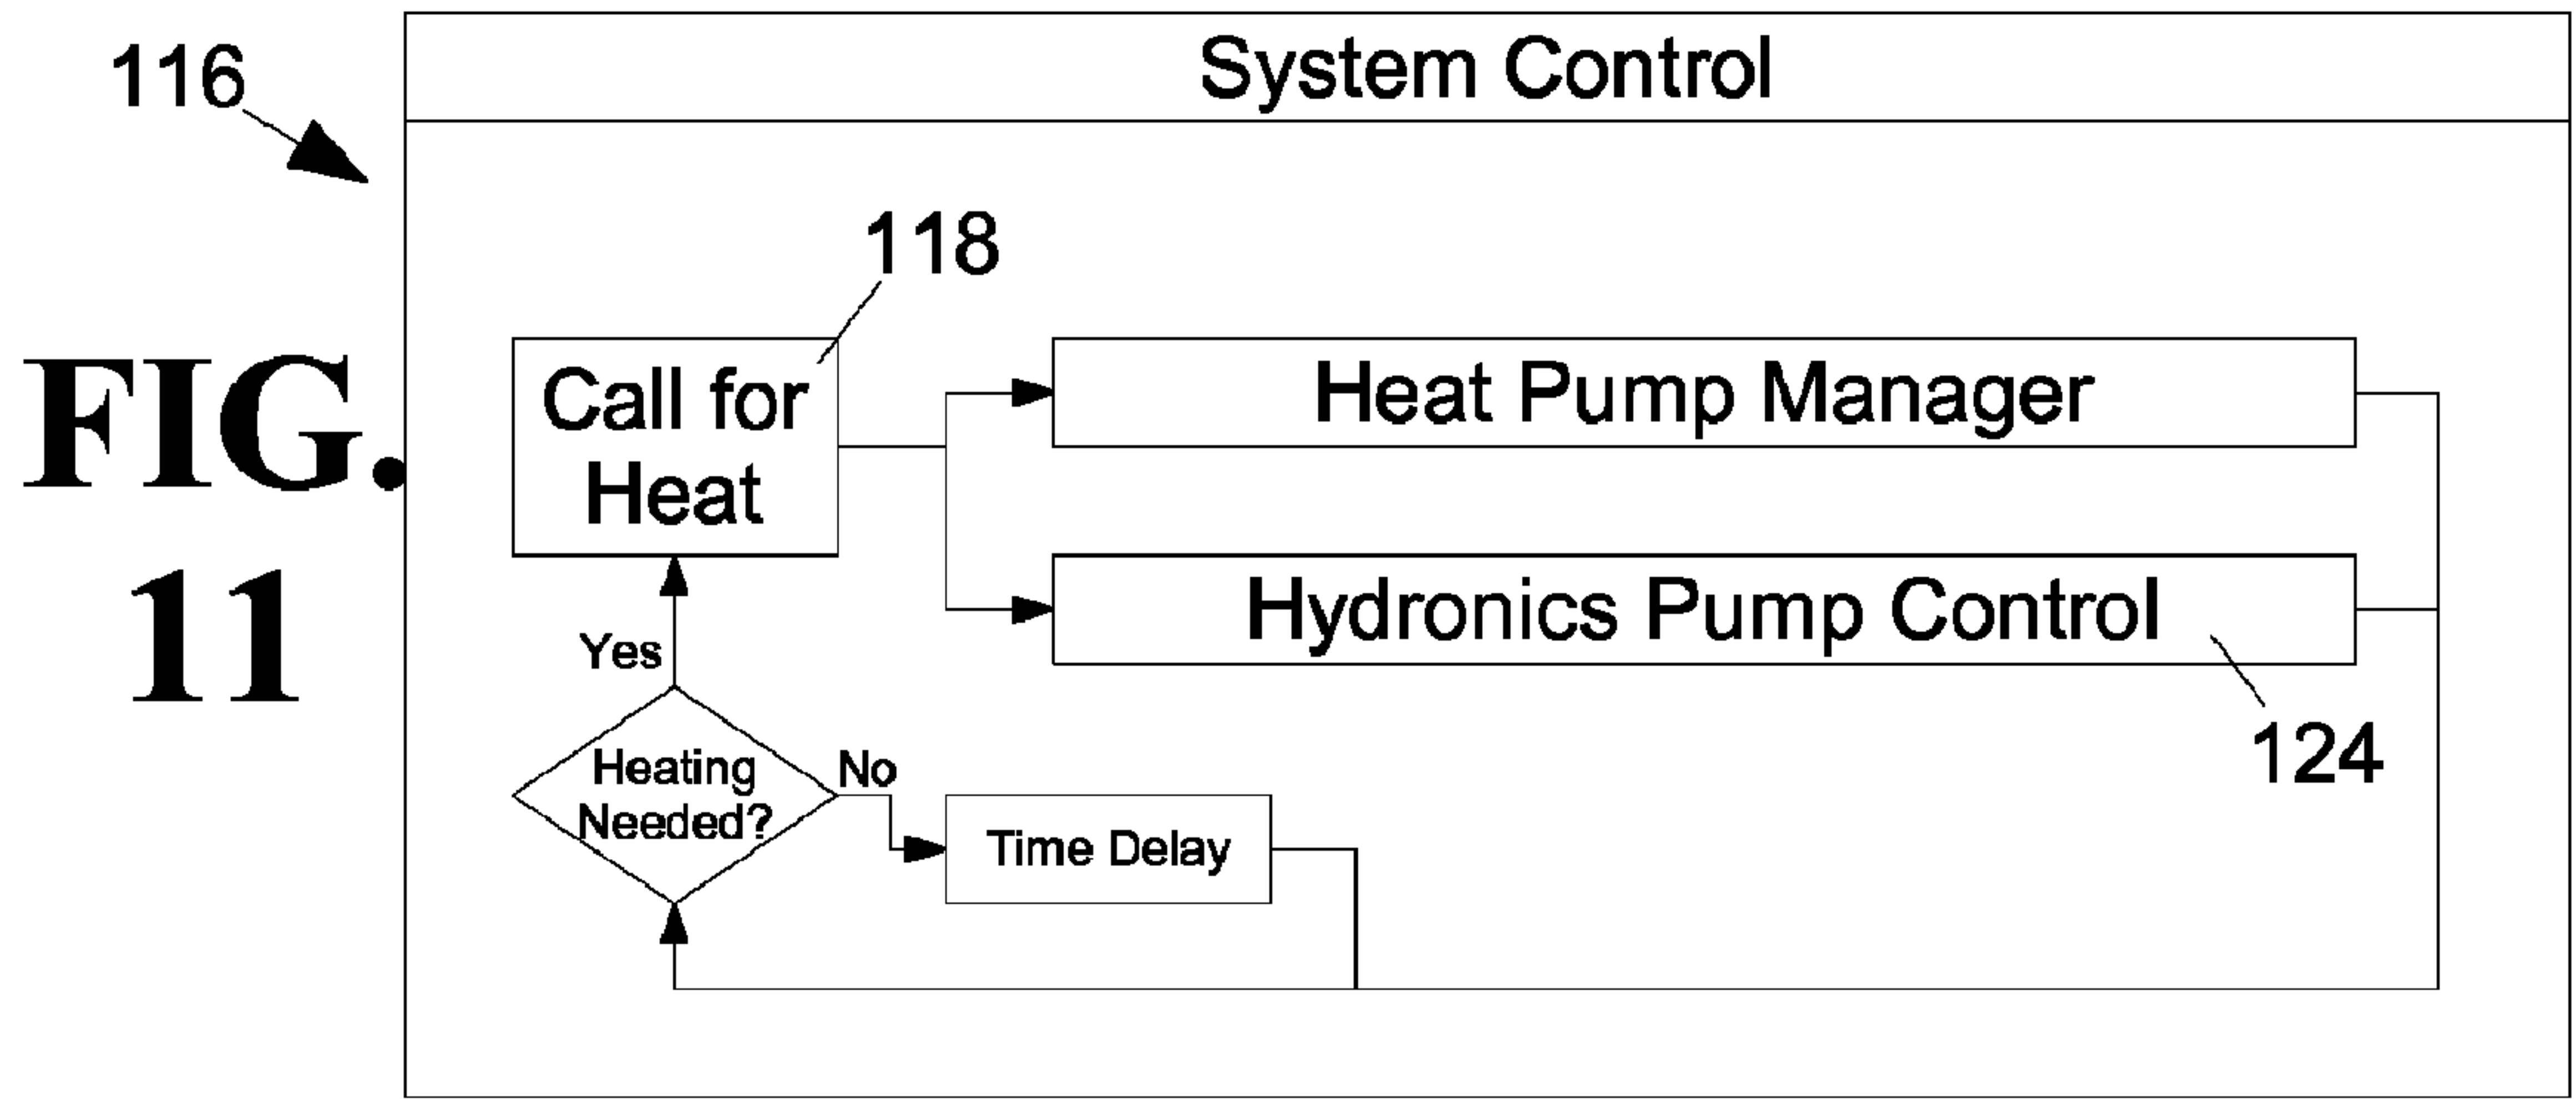 System Control
116
118
FIG.
11
Call for
Heat
Heat Pump Manager
Hydronics Pump Control
124
Yes
Heating
Needed?
No
Time Delay